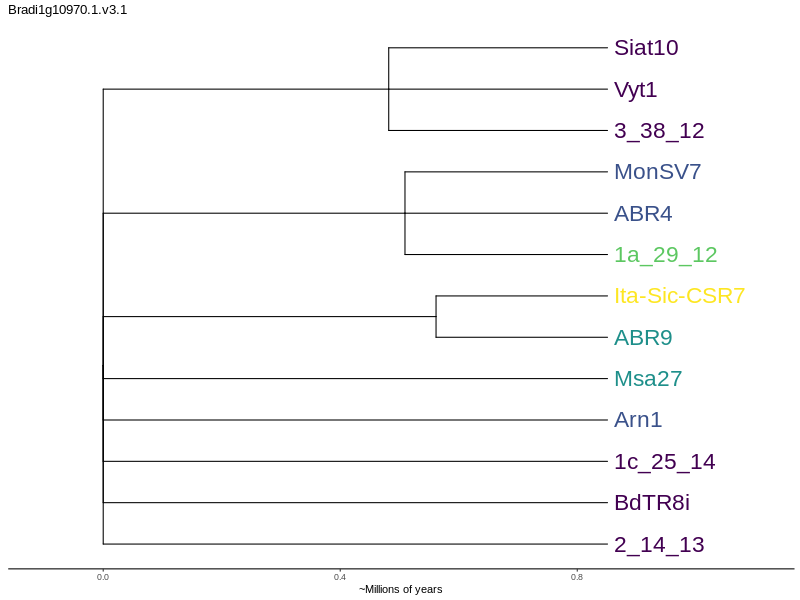 Bradi1g10970.1.v3.1
Siat10
Vyt1
3_38_12
MonSV7
ABR4
1a_29_12
Ita-Sic-CSR7
ABR9
Msa27
Arn1
1c_25_14
BdTR8i
2_14_13
0.0 0.4 0.8
~Millions of years